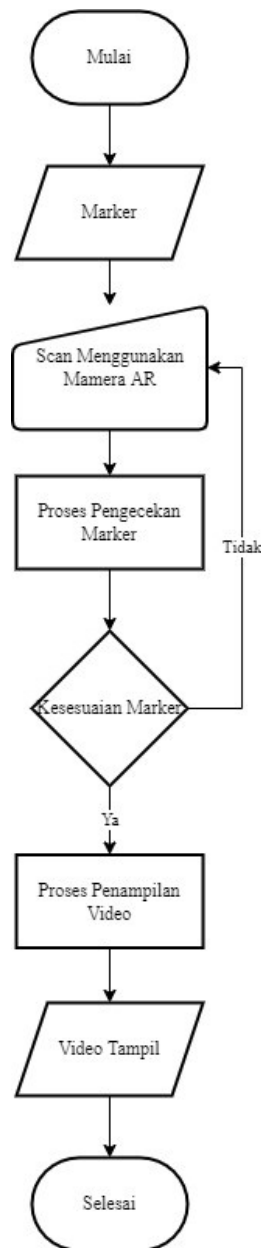 Mulai
Marker
Scan Menggunakan
Mamera AR
Proses Pengecekan
Marker
Tidak
Kesesuaian Marker
Ya
Proses Penampilan
Video
Video Tampil
Selesai